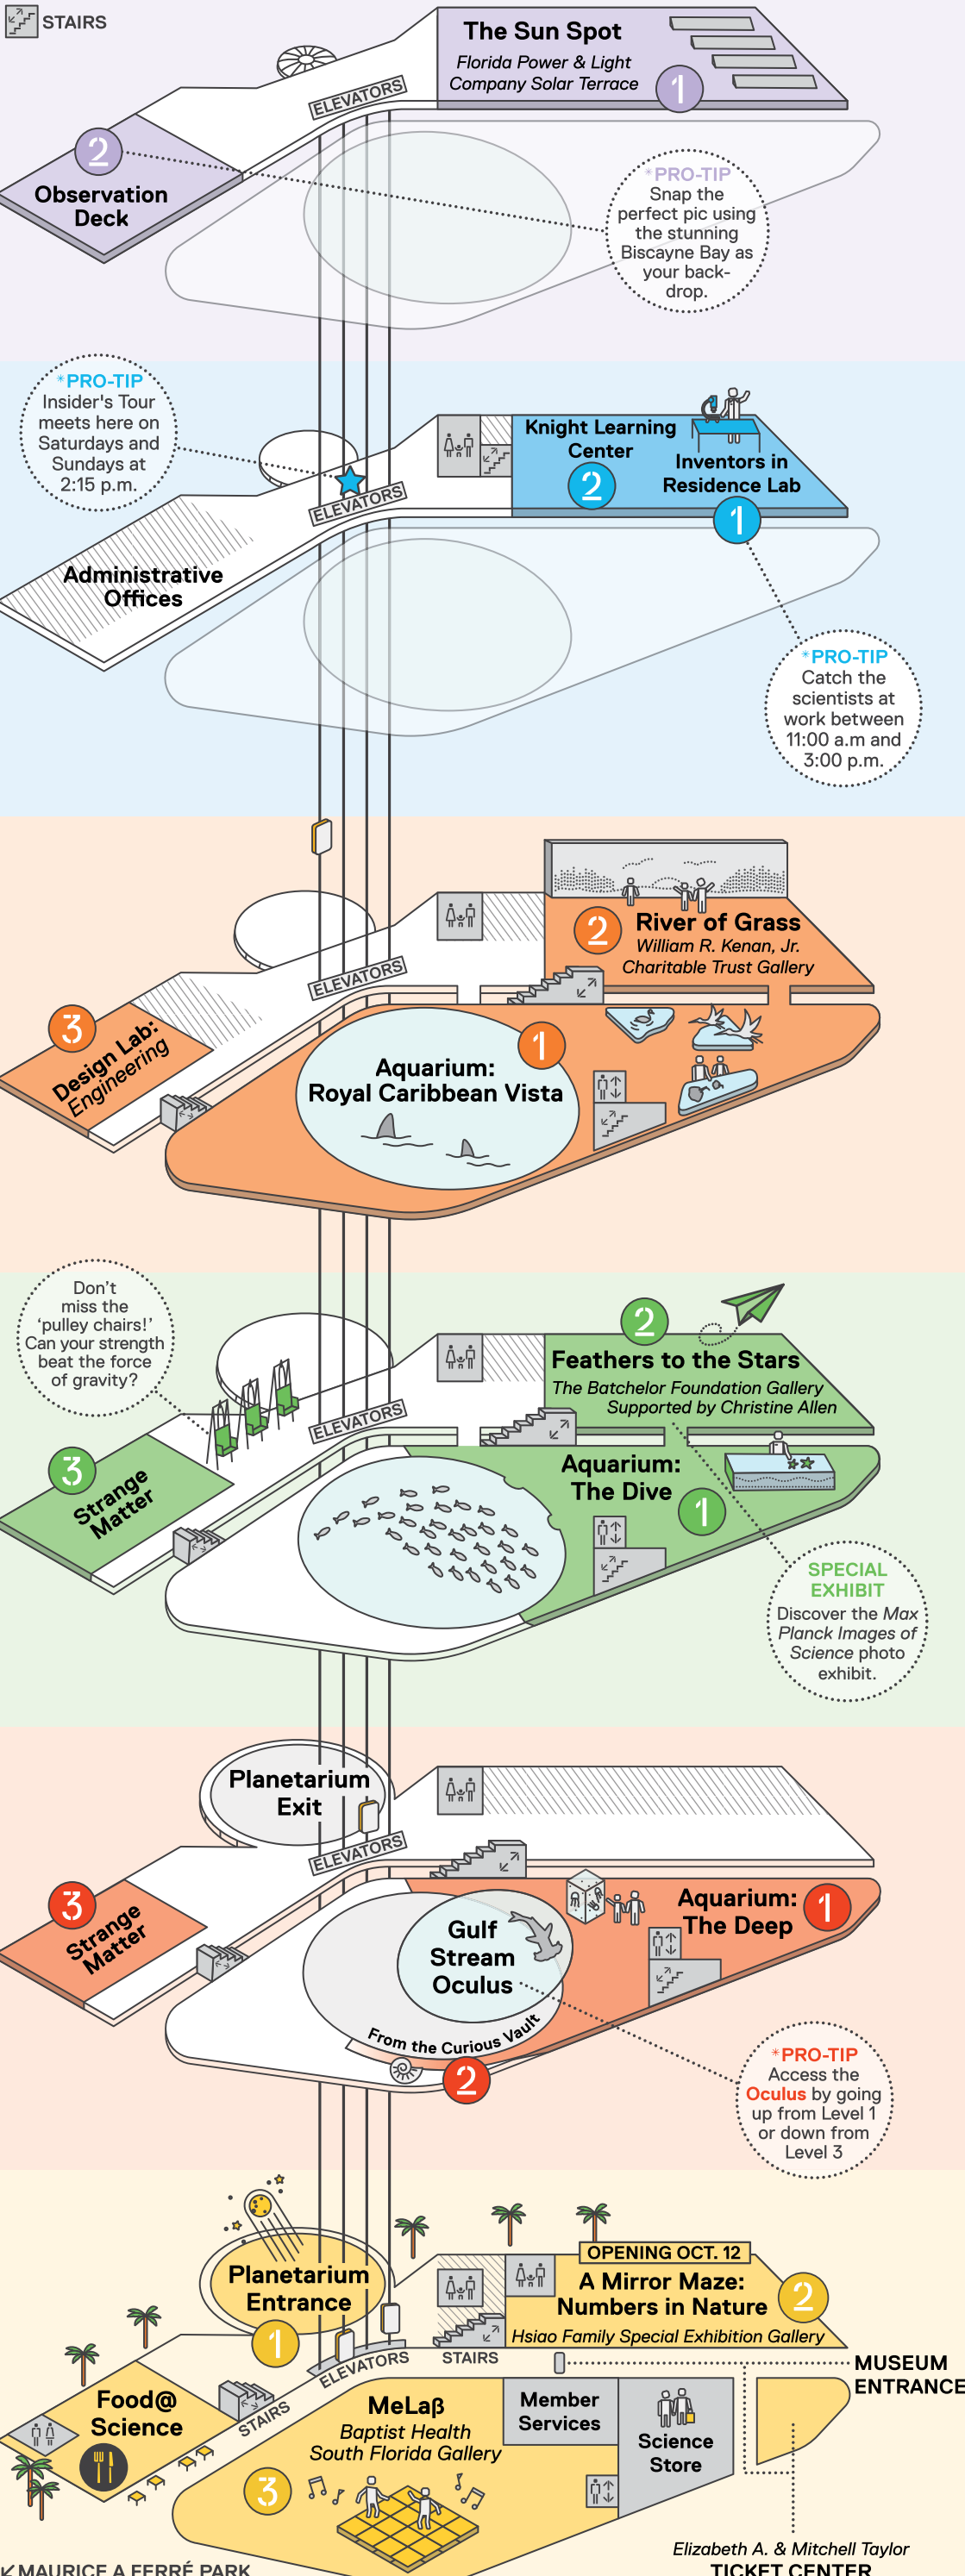 STAIRS
The Sun Spot
Florida Power & Light
Company Solar Terrace
1
ELEVATORS
2
Observation
Deck
*PRO-TIP
Snap the
perfect pic using
the stunning
Biscayne Bay as
your back-
drop.
*PRO-TIP
Insider's Tour
meets here on
Saturdays and
Sundays at
2:15 p.m.
Knight Learning
Center
2
Inventors in
Residence Lab
1
ELEVATORS
Administrative
Offices
*PRO-TIP
Catch the
scientists at
work between
11:00 a.m and
3:00 p.m.
2
River of Grass
William R. Kenan, Jr.
Charitable Trust Gallery
ELEVATORS
3
Design Lab:
Engineering
1
Aquarium:
Royal Caribbean Vista
Don't
miss the
'pulley chairs!'
Can your strength
beat the force
of gravity?
2
Feathers to the Stars
The Batchelor Foundation Gallery
Supported by Christine Allen
ELEVATORS
3
Strange
Matter
Aquarium:
The Dive
1
SPECIAL
EXHIBIT
Discover the Max
Planck Images of
Science photo
exhibit.
Planetarium
Exit
ELEVATORS
3
Strange
Matter
Aquarium:
The Deep
1
Gulf
Stream
Oculus
From the Curious Vault
2
*PRO-TIP
Access the
Oculus by going
up from Level 1
or down from
Level 3
OPENING OCT. 12
Planetarium
Entrance
1
A Mirror Maze:
Numbers in Nature
2
Hsiao Family Special Exhibition Gallery
ELEVATORS
STAIRS
MUSEUM
ENTRANCE
Food@
Science
STAIRS
MeLaβ
Baptist Health
South Florida Gallery
3
Member
Services
Science
Store
Elizabeth A. & Mitchell Taylor
TICKET CENTER
MAURICE A FERRÉ PARK